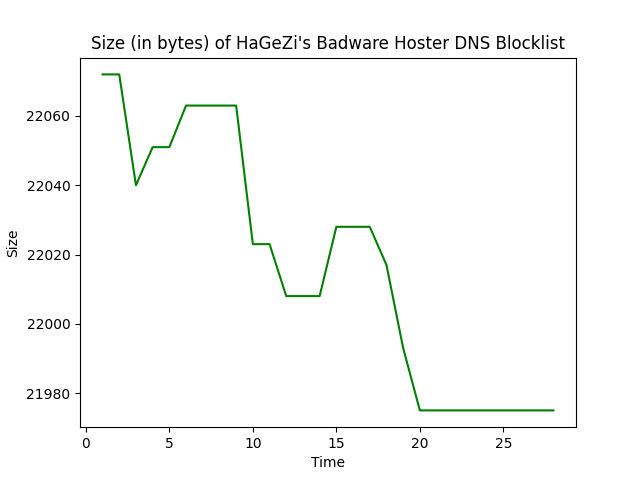 Size (in bytes) of HaGeZi's Badware Hoster DNS Blocklist
22060
22040
22020
22000
21980
Size
0 5 10 15 20 25
Time